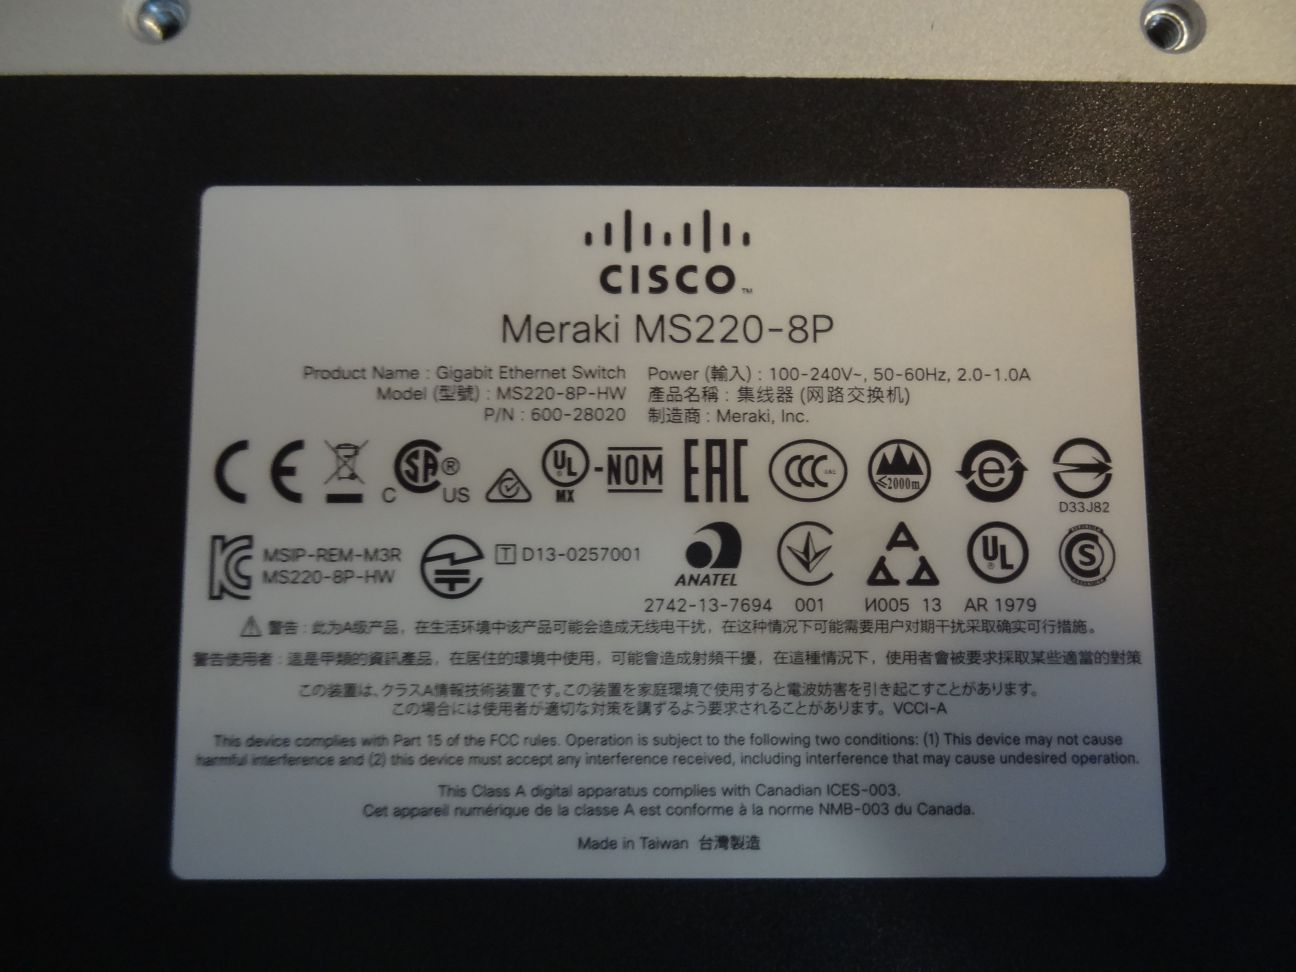 CISCO™
Meraki MS220-8P
Product Name : Gigabit Ethernet Switch
Model (型號) : MS220-8P-HW
P/N : 600-28020
Power (輸入) : 100-240V~, 50-60Hz, 2.0-1.0A
產品名稱 : 集线器 (网路交换机)
制造商 : Meraki, Inc.
CE C SA ® US UL MX -NOM EAC CCC ≤2000m e
D33J82
KC MSIP-REM-M3R
MS220-8P-HW
T D13-0257001
ANATEL UL S
2742-13-7694 001 И005 13 AR 1979
警告 : 此为A级产品，在生活环境中该产品可能会造成无线电干扰，在这种情况下可能需要用户对期干扰采取确实可行措施。
警告使用者 : 這是甲類的資訊產品，在居住的環境中使用，可能會造成射頻干擾，在這種情況下，使用者會被要求採取某些適當的對策
この装置は、クラスA情報技術装置です。この装置を家庭環境で使用すると電波妨害を引き起こすことがあります。
この場合には使用者が適切な対策を講ずるよう要求されることがあります。VCCI-A
This device complies with Part 15 of the FCC rules. Operation is subject to the following two conditions: (1) This device may not cause
harmful interference and (2) this device must accept any interference received, including interference that may cause undesired operation.
This Class A digital apparatus complies with Canadian ICES-003.
Cet appareil numérique de la classe A est conforme à la norme NMB-003 du Canada.
Made in Taiwan 台灣製造